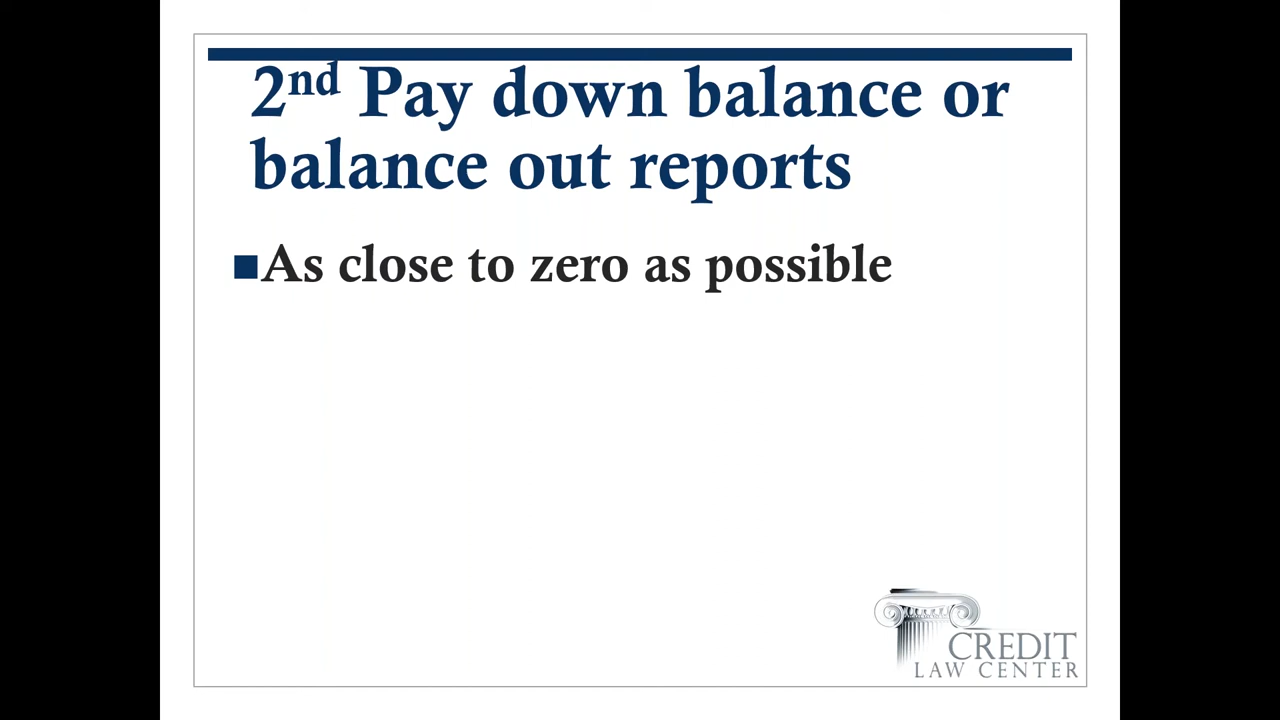 2nd Pay down balance or
balance out reports
As close to zero as possible
CREDIT
LAW CENTER